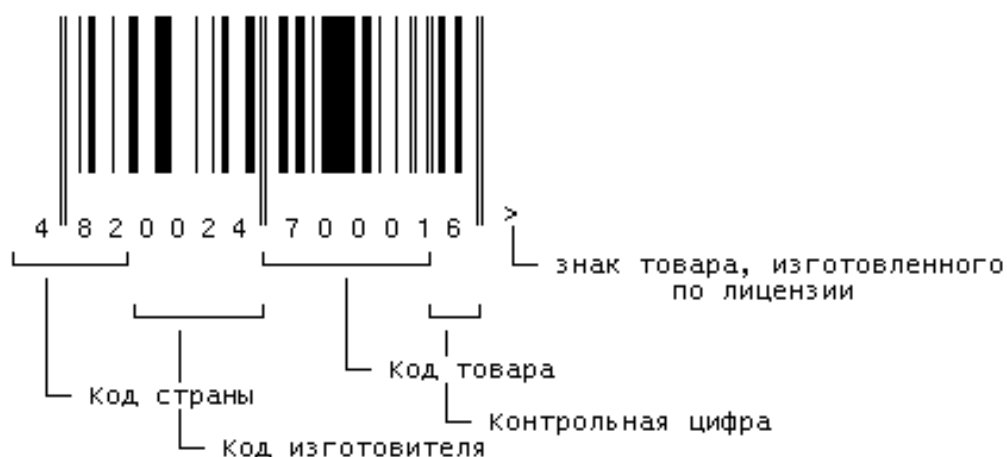 4 8 2 0 0 2 4 7 0 0 0 1 6 >
знак товара, изготовленного
по лицензии
Код товара
Код страны
Контрольная цифра
Код изготовителя